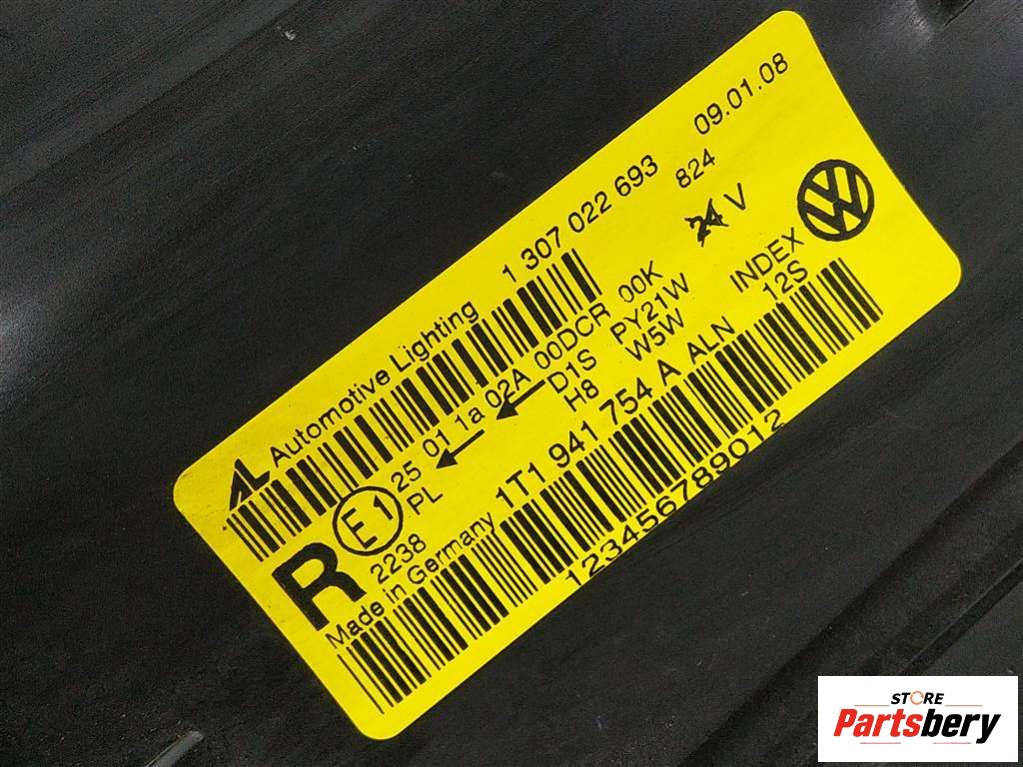 AL Automotive Lighting 1 307 022 693 824 09.01.08
R E1 25 01 1a 02A 00DCR 00K 24 V
2238 PL D1S PY21W
H8 W5W INDEX
12S
Made in Germany 1T1 941 754 A ALN
123456789012
STORE
Partsbery